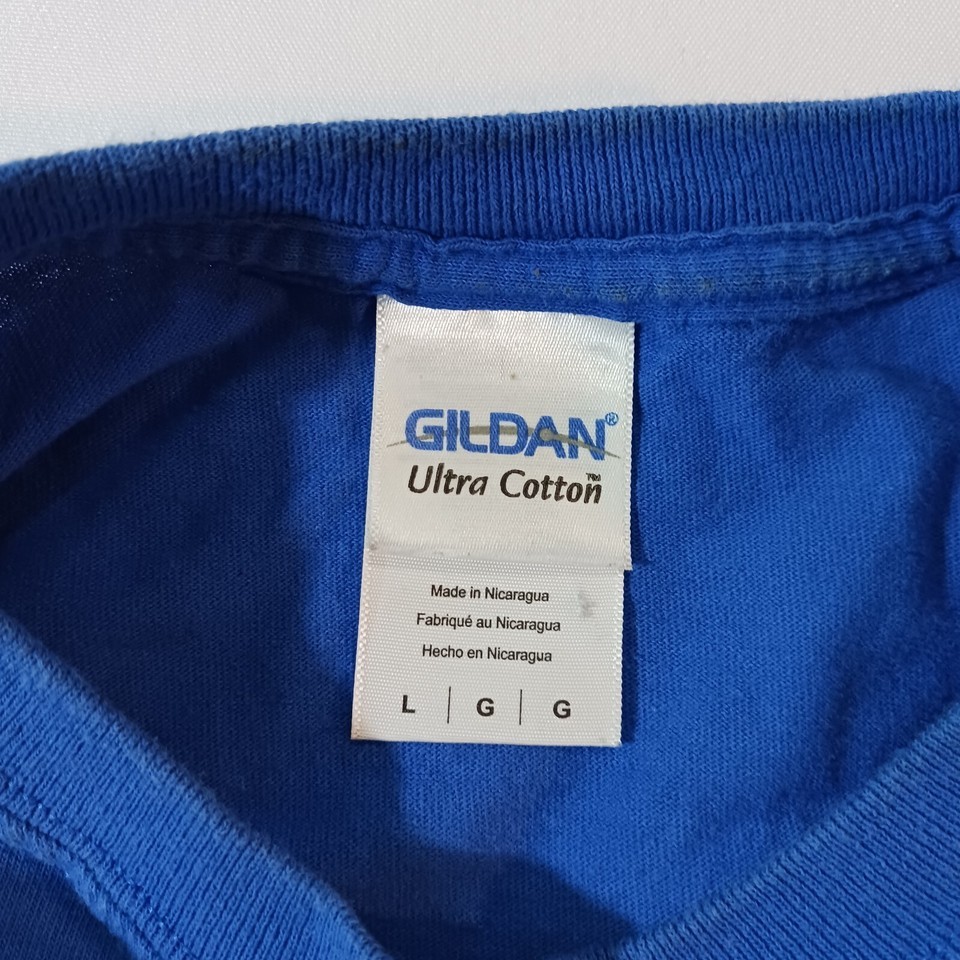 GILDAN®
Ultra Cotton™
Made in Nicaragua
Fabriqué au Nicaragua
Hecho en Nicaragua
L | G | G